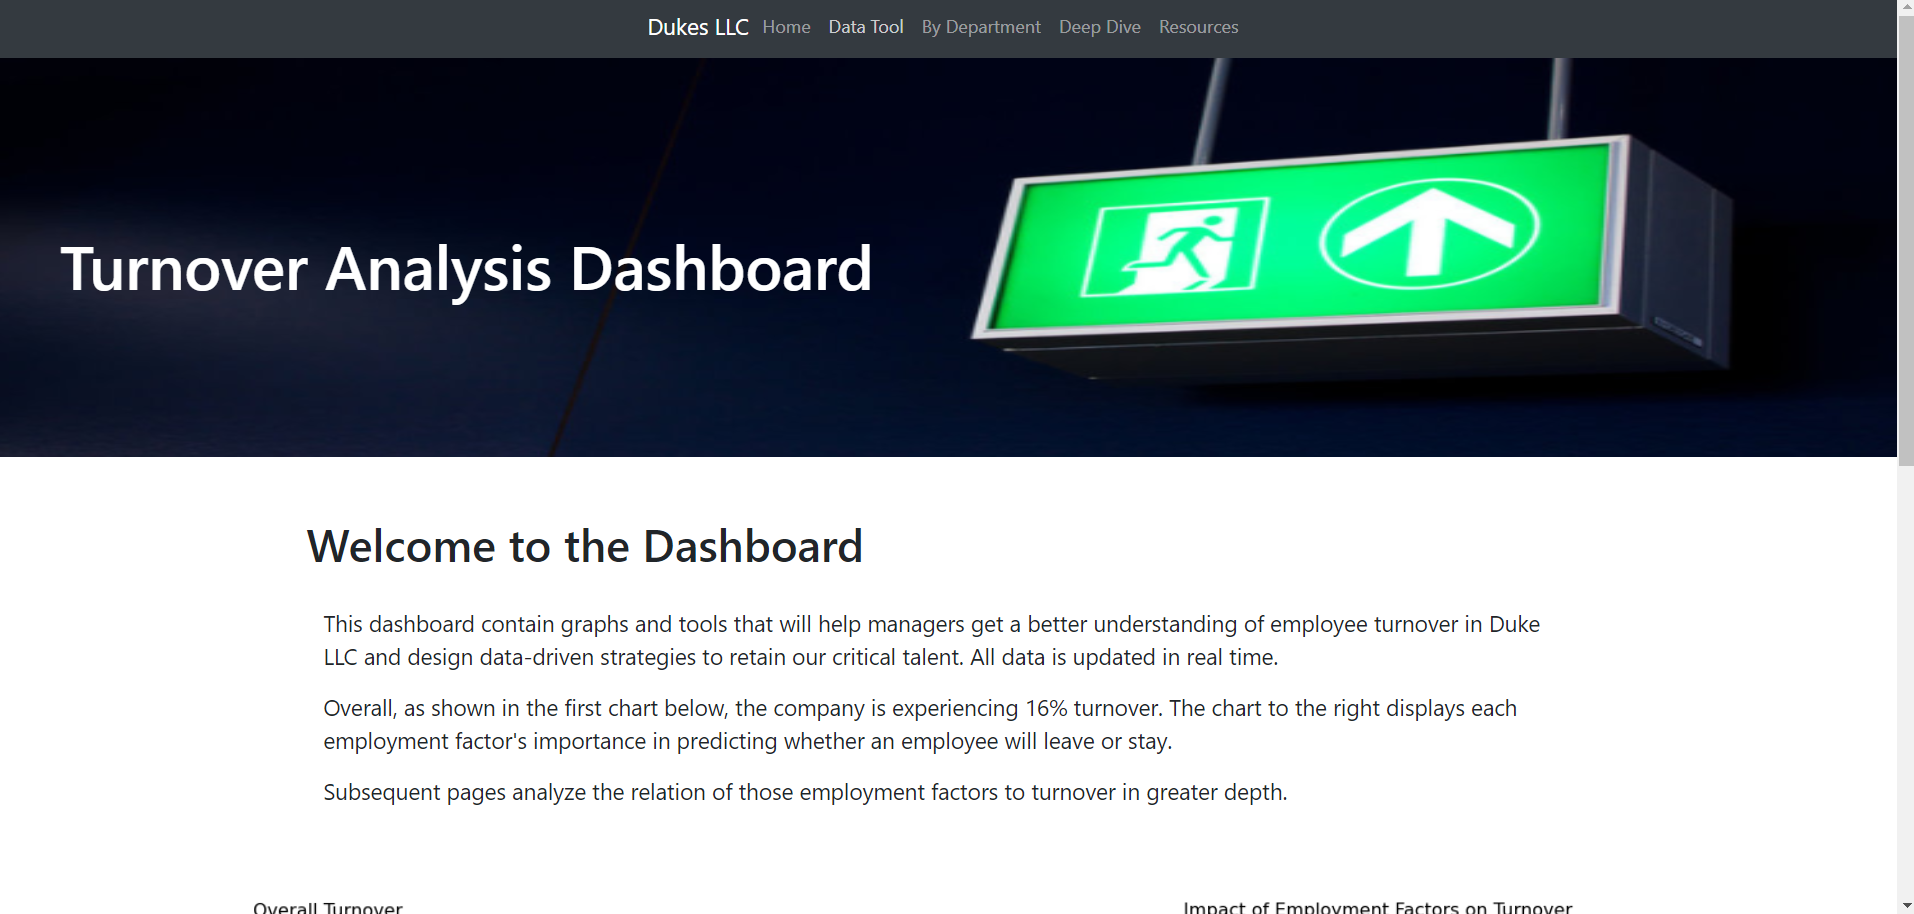 Dukes LLC Home Data Tool By Department Deep Dive Resources
Turnover Analysis Dashboard
Welcome to the Dashboard
This dashboard contain graphs and tools that will help managers get a better understanding of employee turnover in Duke
LLC and design data-driven strategies to retain our critical talent. All data is updated in real time.
Overall, as shown in the first chart below, the company is experiencing 16% turnover. The chart to the right displays each
employment factor's importance in predicting whether an employee will leave or stay.
Subsequent pages analyze the relation of those employment factors to turnover in greater depth.
Overall Turnover
Impact of Employment Factors on Turnover